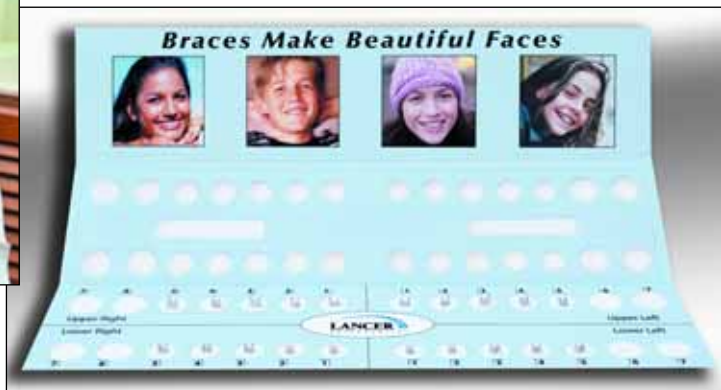 Braces Make Beautiful Faces
Upper Right
Upper Left
LANCER
Lower Right
Lower Left